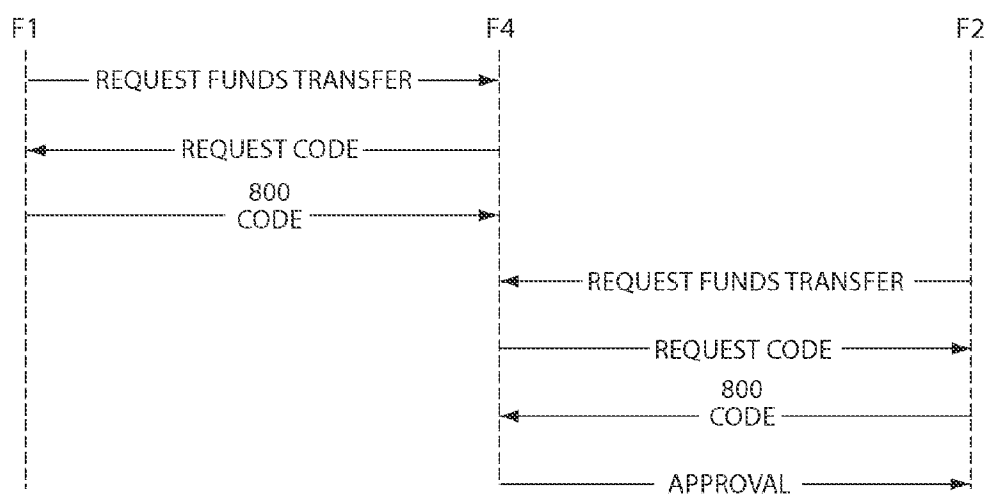 F1 F4 F2
REQUEST FUNDS TRANSFER
REQUEST CODE
800
CODE
REQUEST FUNDS TRANSFER
REQUEST CODE
800
CODE
APPROVAL